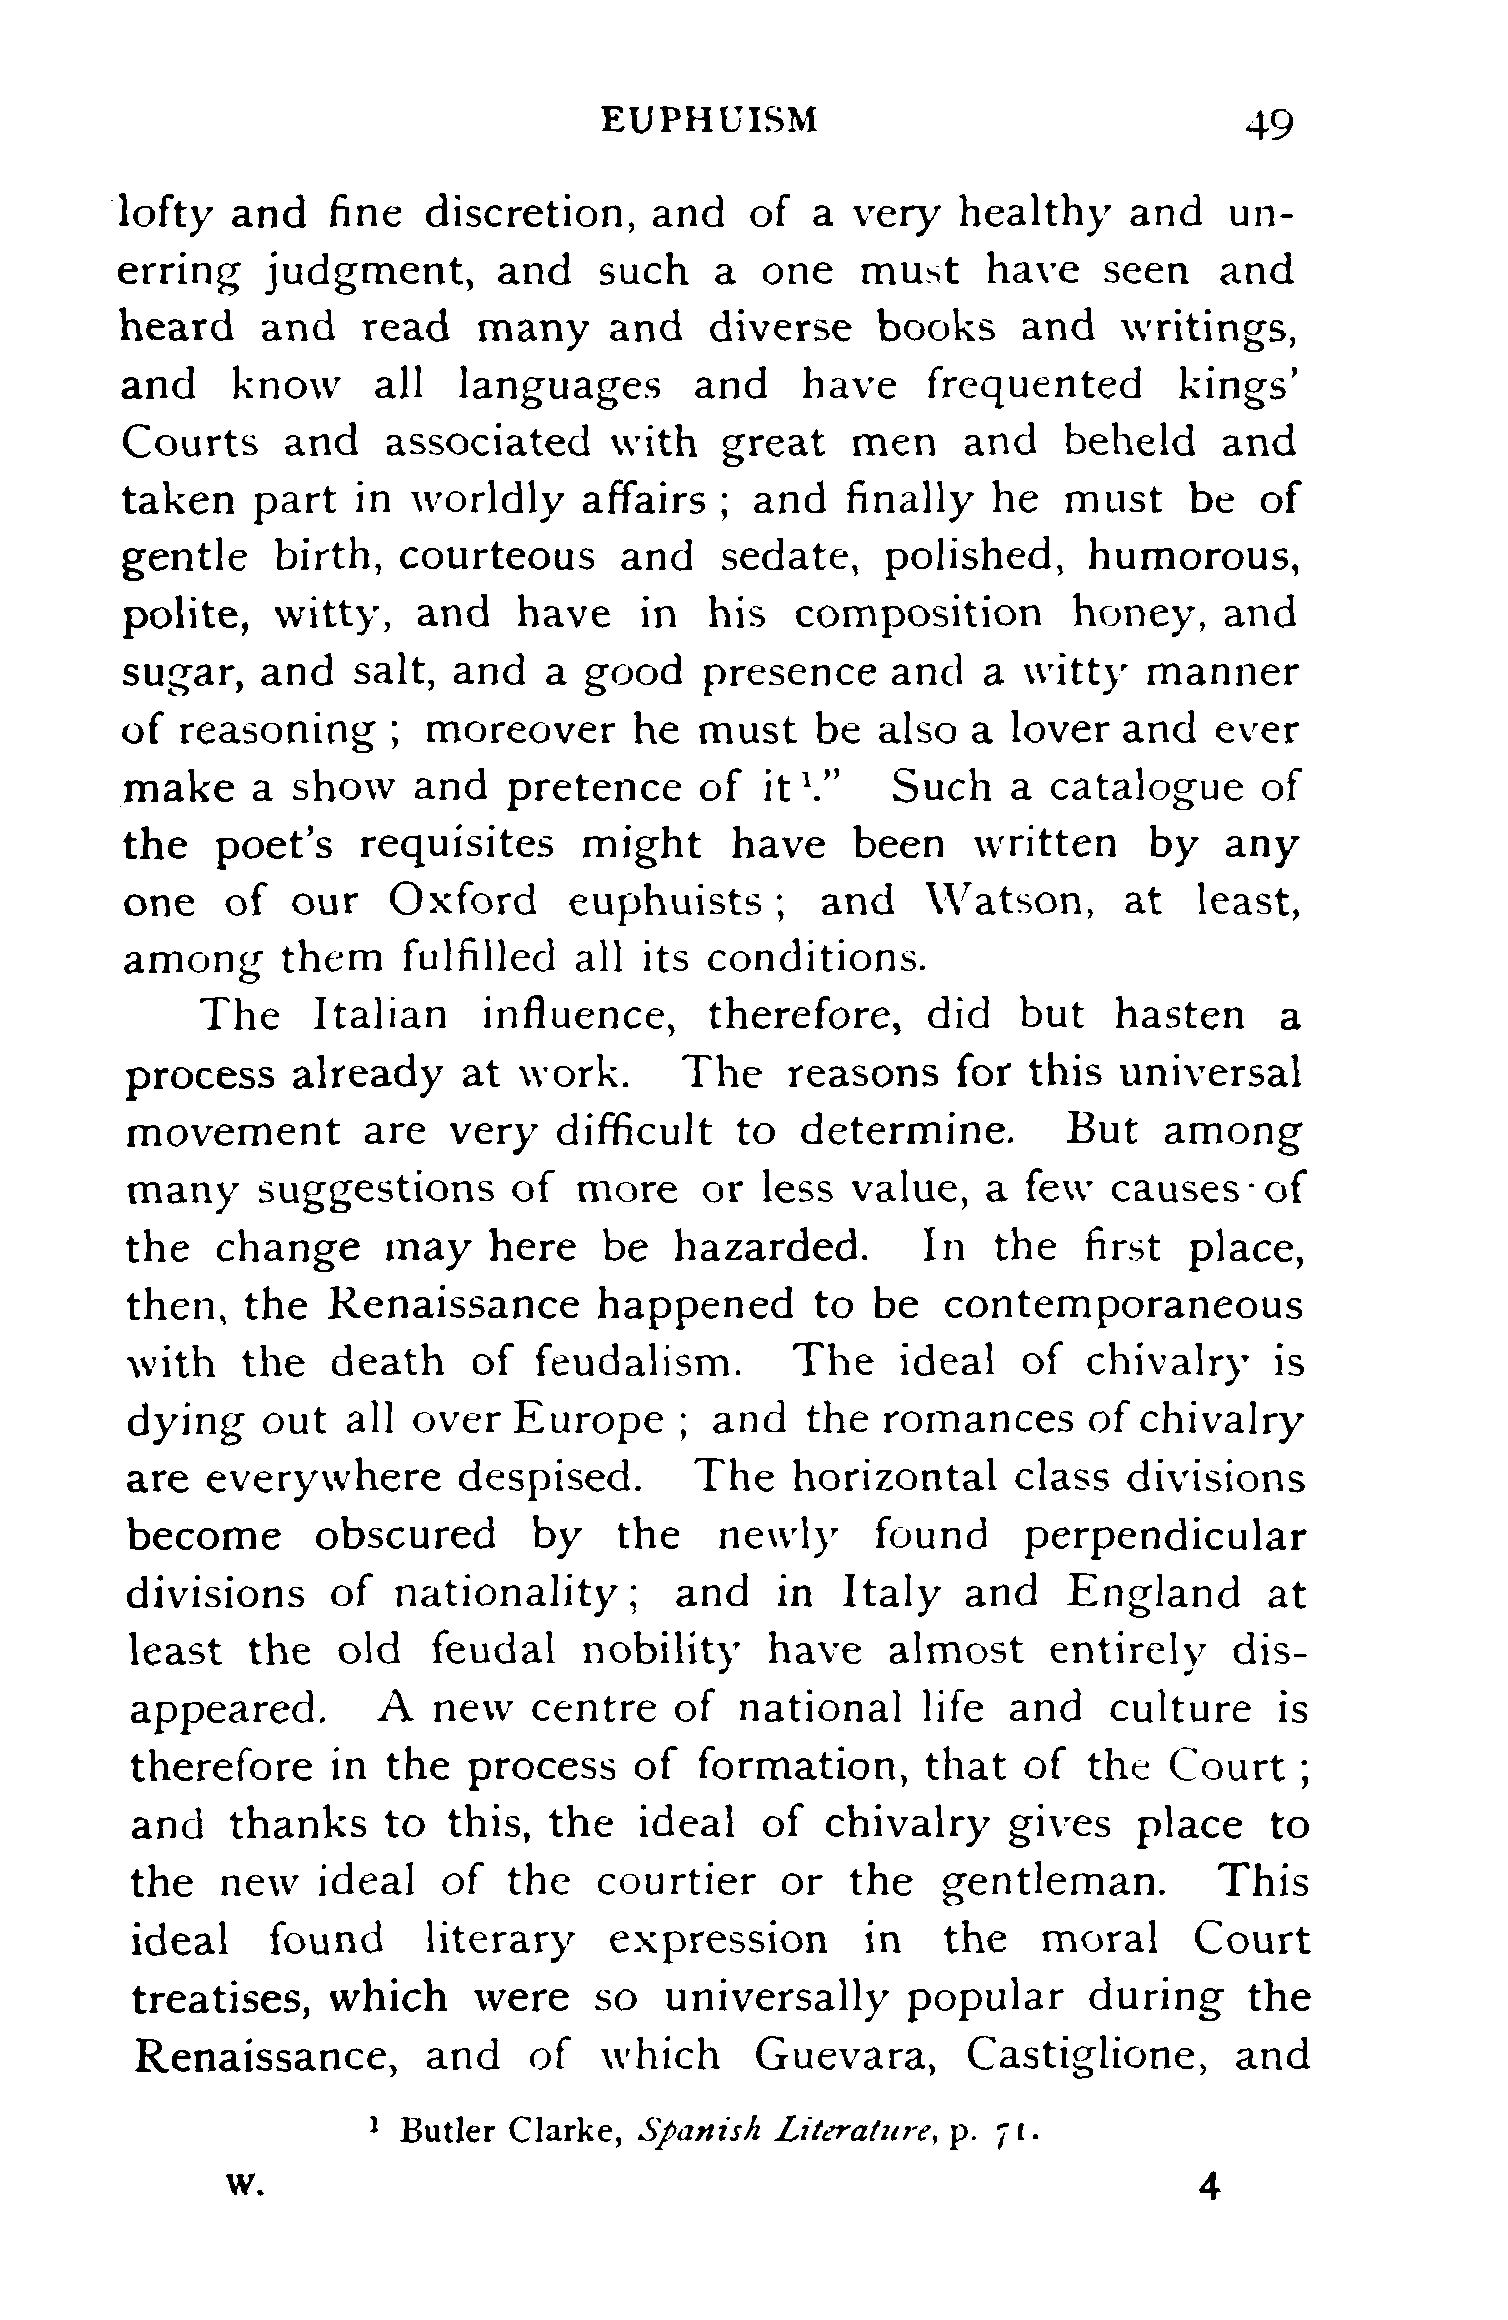 EUPHUISM 49
lofty and fine discretion, and of a very healthy and un-
erring judgment, and such a one must have seen and
heard and read many and diverse books and writings,
and know all languages and have frequented kings'
Courts and associated with great men and beheld and
taken part in worldly affairs ; and finally he must be of
gentle birth, courteous and sedate, polished, humorous,
polite, witty, and have in his composition honey, and
sugar, and salt, and a good presence and a witty manner
of reasoning ; moreover he must be also a lover and ever
make a show and pretence of it¹." Such a catalogue of
the poet's requisites might have been written by any
one of our Oxford euphuists ; and Watson, at least,
among them fulfilled all its conditions.
The Italian influence, therefore, did but hasten a
process already at work. The reasons for this universal
movement are very difficult to determine. But among
many suggestions of more or less value, a few causes of
the change may here be hazarded. In the first place,
then, the Renaissance happened to be contemporaneous
with the death of feudalism. The ideal of chivalry is
dying out all over Europe ; and the romances of chivalry
are everywhere despised. The horizontal class divisions
become obscured by the newly found perpendicular
divisions of nationality ; and in Italy and England at
least the old feudal nobility have almost entirely dis-
appeared. A new centre of national life and culture is
therefore in the process of formation, that of the Court ;
and thanks to this, the ideal of chivalry gives place to
the new ideal of the courtier or the gentleman. This
ideal found literary expression in the moral Court
treatises, which were so universally popular during the
Renaissance, and of which Guevara, Castiglione, and
¹ Butler Clarke, Spanish Literature, p. 71.
W. 4